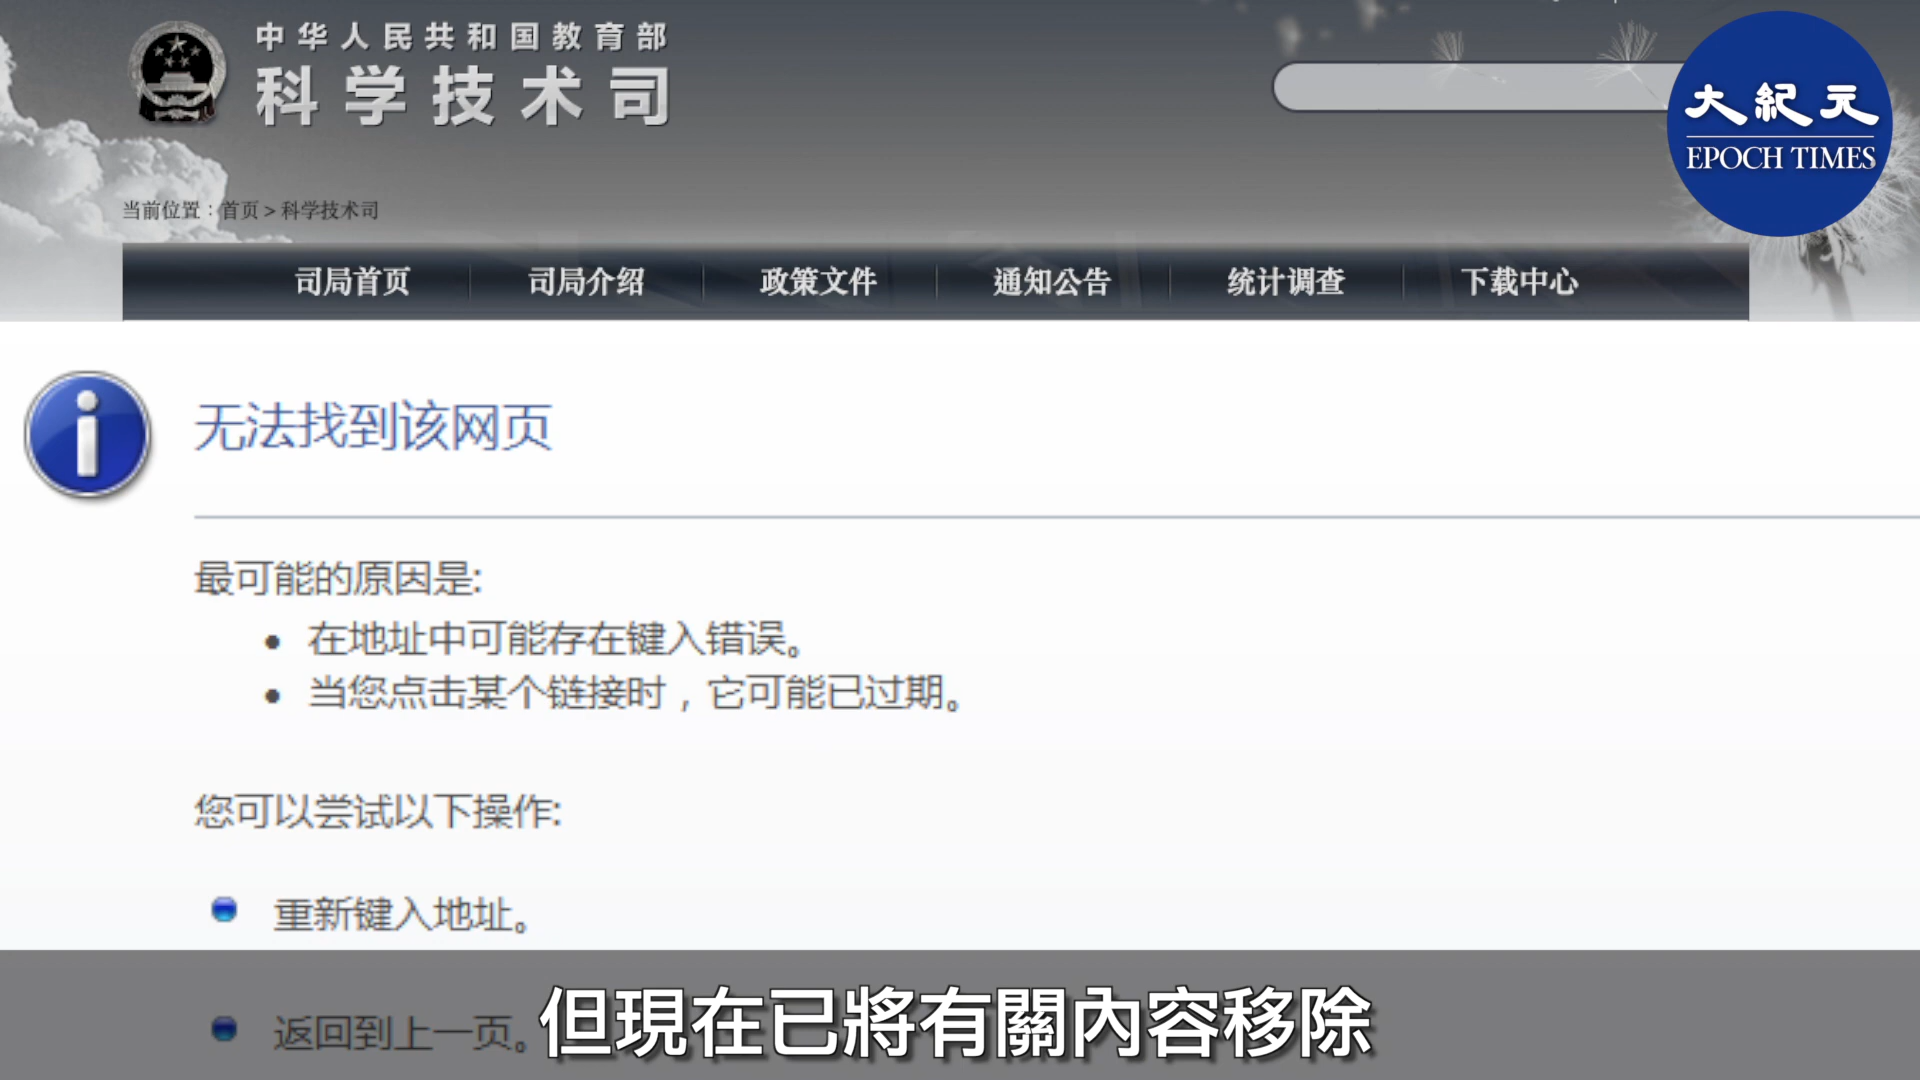 中华人民共和国教育部
科学技术司
大紀元
EPOCH TIMES
当前位置：首页 > 科学技术司
司局首页 司局介绍 政策文件 通知公告 统计调查 下载中心
无法找到该网页
最可能的原因是:
在地址中可能存在键入错误。
当您点击某个链接时，它可能已过期。
您可以尝试以下操作:
重新键入地址。
返回到上一页。
但現在已將有關內容移除